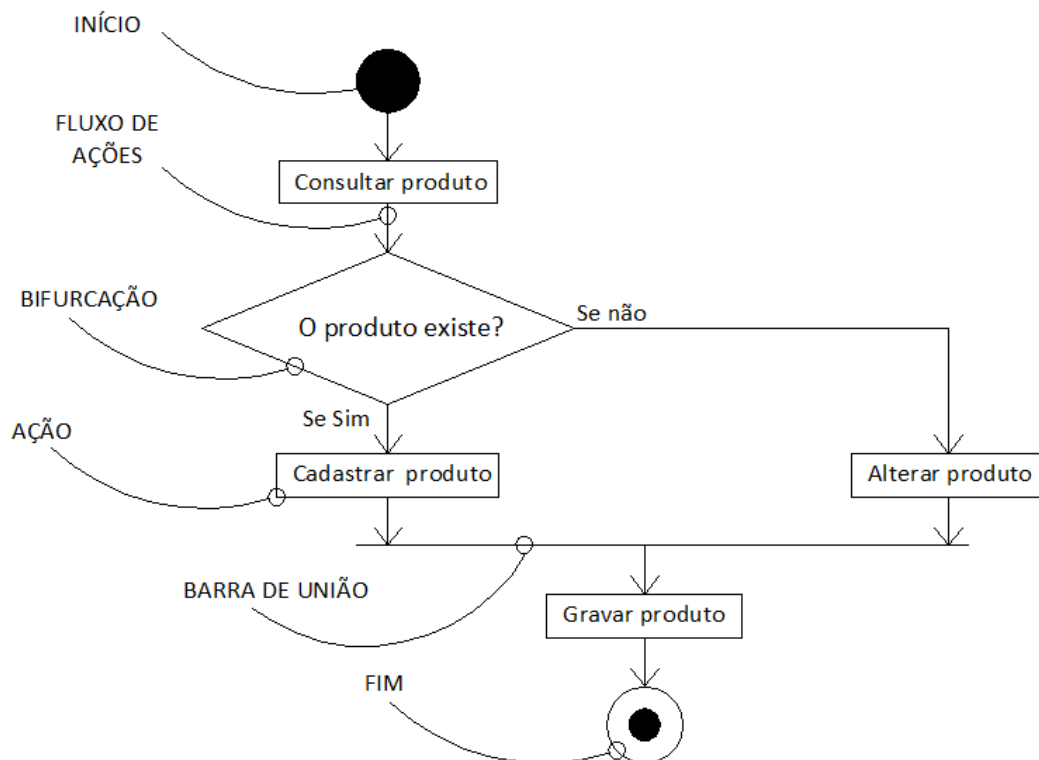 INÍCIO
FLUXO DE
AÇÕES
Consultar produto
BIFURCAÇÃO
O produto existe?
Se não
Se Sim
AÇÃO
Cadastrar produto
Alterar produto
BARRA DE UNIÃO
Gravar produto
FIM